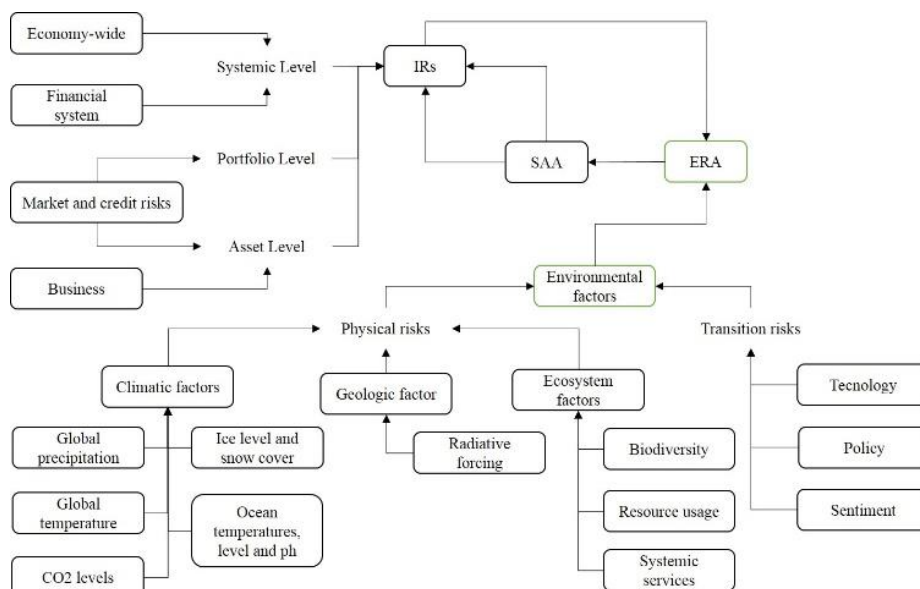 Economy-wide
Systemic Level
IRs
Financial
system
Portfolio Level
SAA
ERA
Market and credit risks
Asset Level
Business
Environmental
factors
Physical risks
Transition risks
Climatic factors
Geologic factor
Ecosystem
factors
Tecnology
Global
precipitation
Ice level and
snow cover
Radiative
forcing
Biodiversity
Policy
Global
temperature
Ocean
temperatures,
level and ph
Resource usage
Sentiment
CO2 levels
Systemic
services